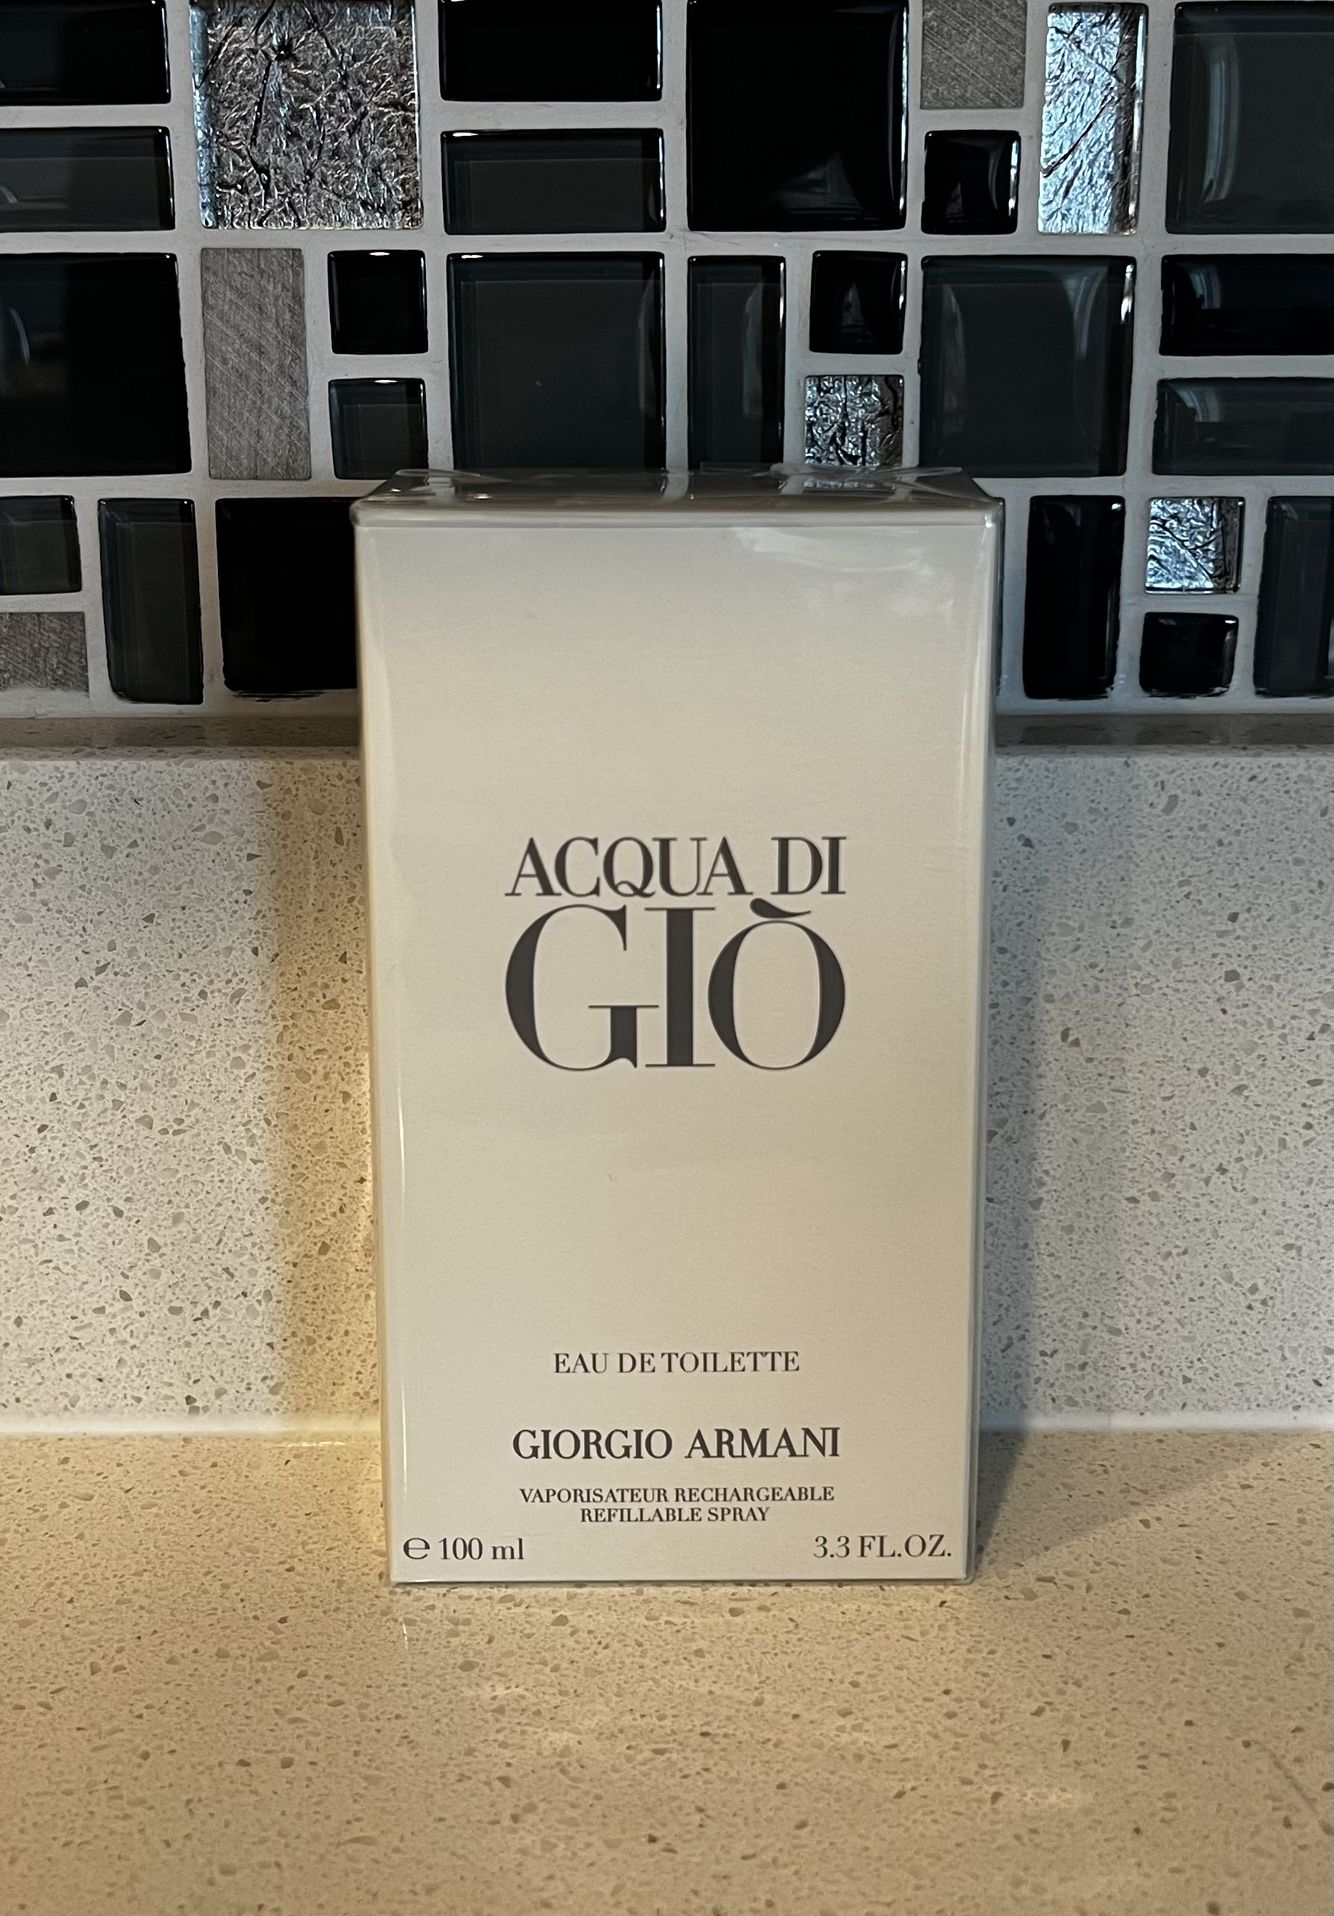 ACQUA DI
GIÒ
EAU DE TOILETTE
GIORGIO ARMANI
VAPORISATEUR RECHARGEABLE
REFILLABLE SPRAY
℮ 100 ml 3.3 FL.OZ.